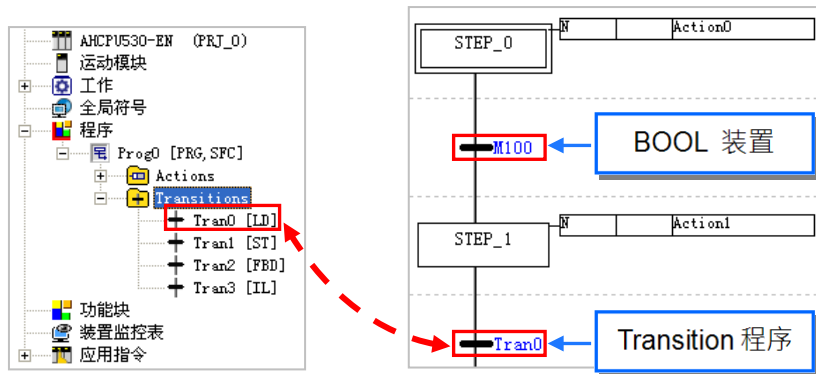 AHCPU530-EN (PRJ_0)
运动模块
工作
全局符号
程序
Prog0 [PRG,SFC]
Actions
Transitions
Tran0 [LD]
Tran1 [ST]
Tran2 [FBD]
Tran3 [IL]
功能块
装置监控表
应用指令
STEP_0
N
Action0
M100
BOOL 装置
STEP_1
N
Action1
Tran0
Transition 程序